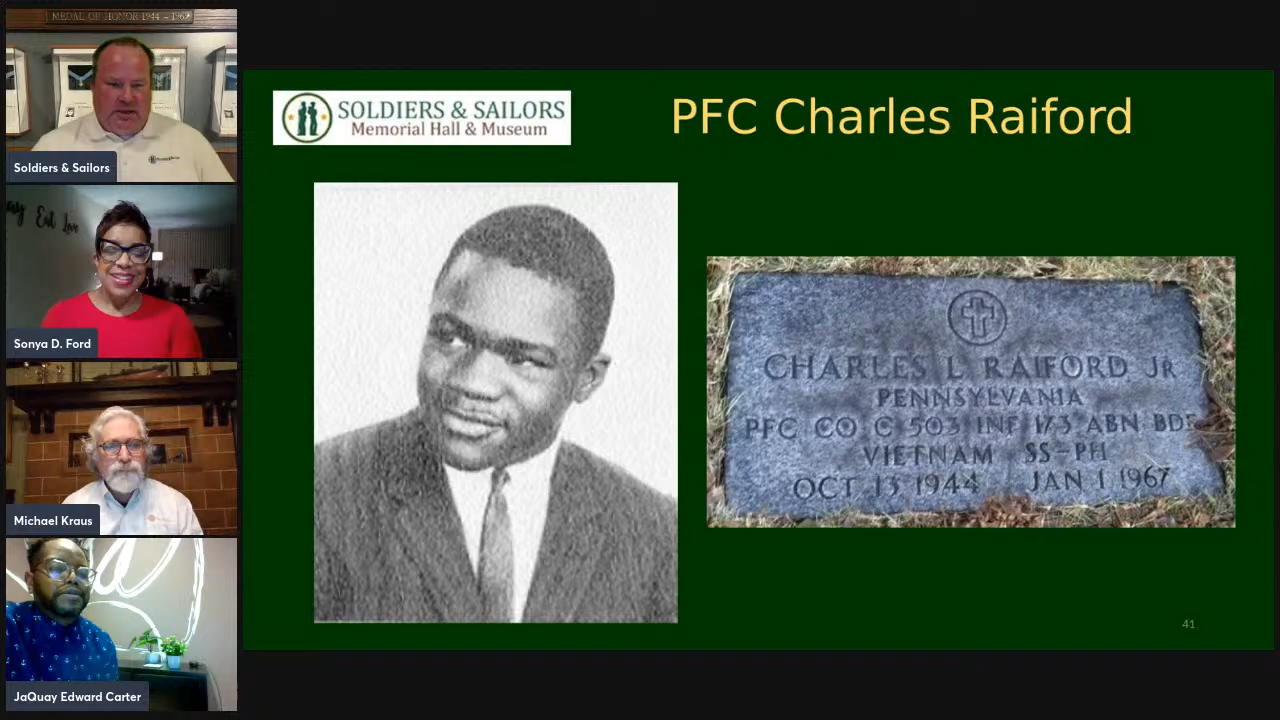 MEDAL OF HONOR 1944 - 1962
Soldiers & Sailors
Sonya D. Ford
Michael Kraus
JaQuay Edward Carter
SOLDIERS & SAILORS
Memorial Hall & Museum
PFC Charles Raiford
CHARLES L RAIFORD JR
PENNSYLVANIA
PFC CO C 503 INF 173 ABN BDE
VIETNAM SS-PH
OCT 13 1944 JAN 1 1967
41